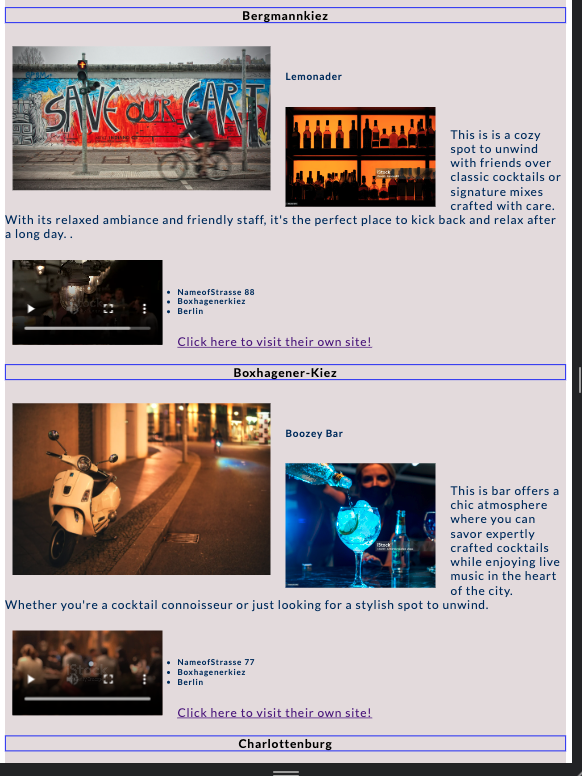 Bergmannkiez
SAVE OUR EART
Lemonader
iStock
This is is a cozy
spot to unwind
with friends over
classic cocktails or
signature mixes
crafted with care.
With its relaxed ambiance and friendly staff, it's the perfect place to kick back and relax after
a long day. .
NameofStrasse 88
Boxhagenerkiez
Berlin
Click here to visit their own site!
Boxhagener-Kiez
Boozey Bar
iStock
This is bar offers a
chic atmosphere
where you can
savor expertly
crafted cocktails
while enjoying live
music in the heart
of the city.
Whether you're a cocktail connoisseur or just looking for a stylish spot to unwind.
NameofStrasse 77
Boxhagenerkiez
Berlin
Click here to visit their own site!
Charlottenburg